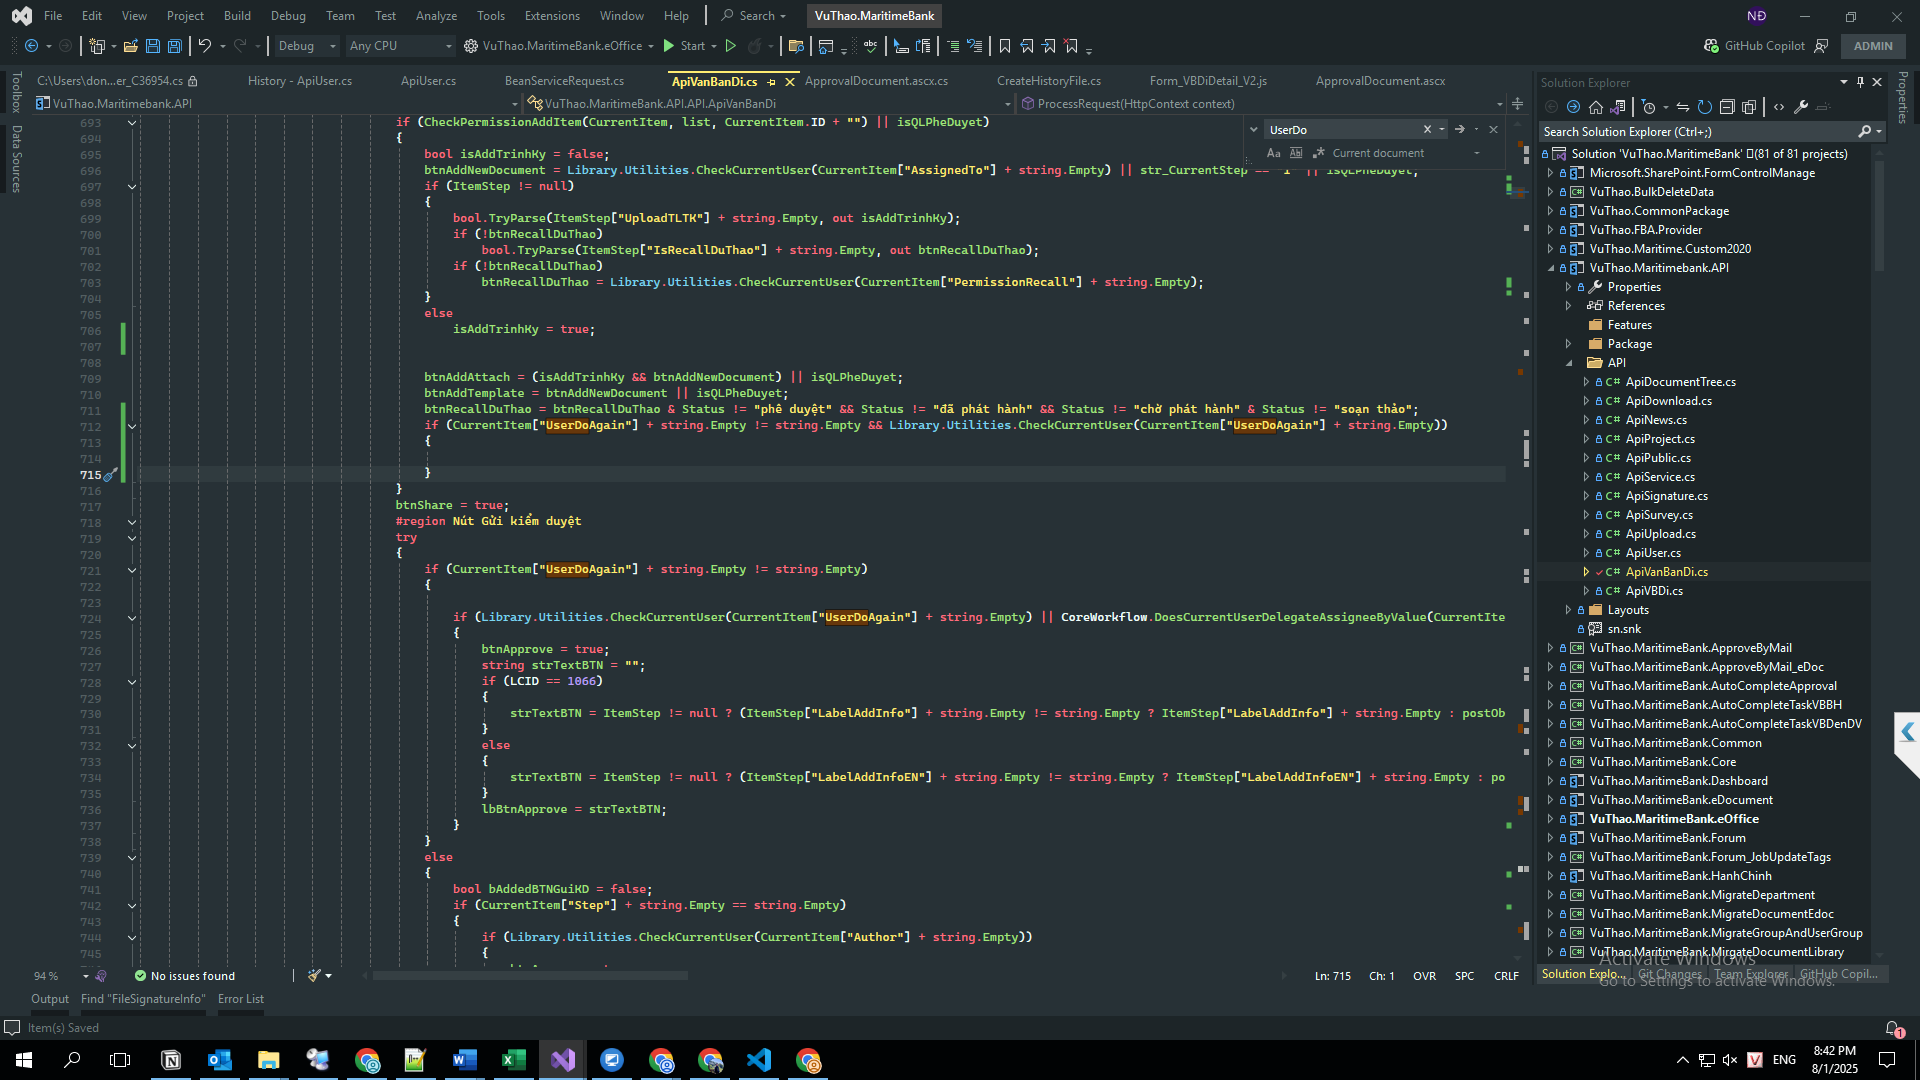 File Edit View Project Build Debug Team Test Analyze Tools Extensions Window Help Search VuThao.MaritimeBank NĐ
Debug Any CPU VuThao.MaritimeBank.eOffice Start GitHub Copilot ADMIN
C:\Users\don...er_C36954.cs History - ApiUser.cs ApiUser.cs BeanServiceRequest.cs ApiVanBanDi.cs ApprovalDocument.ascx.cs CreateHistoryFile.cs Form_VBDiDetail_V2.js ApprovalDocument.ascx
VuThao.Maritimebank.API VuThao.MaritimeBank.API.API.ApiVanBanDi ProcessRequest(HttpContext context)
Toolbox
Data Sources
UserDo
Aa Ab Current document
693 if (CheckPermissionAddItem(CurrentItem, list, CurrentItem.ID + "") || isQLPheDuyet)
694 {
695 bool isAddTrinhKy = false;
696 btnAddNewDocument = Library.Utilities.CheckCurrentUser(CurrentItem["AssignedTo"] + string.Empty) || str_CurrentStep == "1" || isQLPheDuyet;
697 if (ItemStep != null)
698 {
699 bool.TryParse(ItemStep["UploadTLTK"] + string.Empty, out isAddTrinhKy);
700 if (!btnRecallDuThao)
701 bool.TryParse(ItemStep["IsRecallDuThao"] + string.Empty, out btnRecallDuThao);
702 if (!btnRecallDuThao)
703 btnRecallDuThao = Library.Utilities.CheckCurrentUser(CurrentItem["PermissionRecall"] + string.Empty);
704 }
705 else
706 isAddTrinhKy = true;
707
708
709 btnAddAttach = (isAddTrinhKy && btnAddNewDocument) || isQLPheDuyet;
710 btnAddTemplate = btnAddNewDocument || isQLPheDuyet;
711 btnRecallDuThao = btnRecallDuThao & Status != "phê duyệt" && Status != "đã phát hành" && Status != "chờ phát hành" & Status != "soạn thảo";
712 if (CurrentItem["UserDoAgain"] + string.Empty != string.Empty && Library.Utilities.CheckCurrentUser(CurrentItem["UserDoAgain"] + string.Empty))
713 {
714
715 }
716 }
717 btnShare = true;
718 #region Nút Gửi kiểm duyệt
719 try
720 {
721 if (CurrentItem["UserDoAgain"] + string.Empty != string.Empty)
722 {
723
724 if (Library.Utilities.CheckCurrentUser(CurrentItem["UserDoAgain"] + string.Empty) || CoreWorkflow.DoesCurrentUserDelegateAssigneeByValue(CurrentIte
725 {
726 btnApprove = true;
727 string strTextBTN = "";
728 if (LCID == 1066)
729 {
730 strTextBTN = ItemStep != null ? (ItemStep["LabelAddInfo"] + string.Empty != string.Empty ? ItemStep["LabelAddInfo"] + string.Empty : postOb
731 }
732 else
733 {
734 strTextBTN = ItemStep != null ? (ItemStep["LabelAddInfoEN"] + string.Empty != string.Empty ? ItemStep["LabelAddInfoEN"] + string.Empty : po
735 }
736 lbBtnApprove = strTextBTN;
737 }
738 }
739 else
740 {
741 bool bAddedBTNGuiKD = false;
742 if (CurrentItem["Step"] + string.Empty == string.Empty)
743 {
744 if (Library.Utilities.CheckCurrentUser(CurrentItem["Author"] + string.Empty))
745 {
94 % No issues found Ln: 715 Ch: 1 OVR SPC CRLF
Output Find "FileSignatureInfo" Error List
Item(s) Saved
Solution Explorer
Search Solution Explorer (Ctrl+;)
Solution 'VuThao.MaritimeBank' (81 of 81 projects)
Microsoft.SharePoint.FormControlManage
VuThao.BulkDeleteData
VuThao.CommonPackage
VuThao.FBA.Provider
VuThao.Maritime.Custom2020
VuThao.Maritimebank.API
Properties
References
Features
Package
API
ApiDocumentTree.cs
ApiDownload.cs
ApiNews.cs
ApiProject.cs
ApiPublic.cs
ApiService.cs
ApiSignature.cs
ApiSurvey.cs
ApiUpload.cs
ApiUser.cs
ApiVanBanDi.cs
ApiVBDi.cs
Layouts
sn.snk
VuThao.MaritimeBank.ApproveByMail
VuThao.MaritimeBank.ApproveByMail_eDoc
VuThao.MaritimeBank.AutoCompleteApproval
VuThao.MaritimeBank.AutoCompleteTaskVBBH
VuThao.MaritimeBank.AutoCompleteTaskVBDenDV
VuThao.MaritimeBank.Common
VuThao.MaritimeBank.Core
VuThao.MaritimeBank.Dashboard
VuThao.MaritimeBank.eDocument
VuThao.MaritimeBank.eOffice
VuThao.MaritimeBank.Forum
VuThao.MaritimeBank.Forum_JobUpdateTags
VuThao.MaritimeBank.HanhChinh
VuThao.MaritimeBank.MigrateDepartment
VuThao.MaritimeBank.MigrateDocumentEdoc
VuThao.MaritimeBank.MigrateGroupAndUserGroup
VuThao.MaritimeBank.MigrateDocumentLibrary
Solution Explo... Git Changes Team Explorer GitHub Copil...
Activate Windows
Go to Settings to activate Windows.
Properties
1
ENG
8:42 PM
8/1/2025